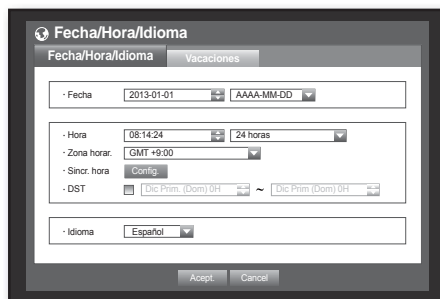 Fecha/Hora/Idioma
Fecha/Hora/Idioma Vacaciones
· Fecha 2013-01-01 AAAA-MM-DD
· Hora 08:14:24 24 horas
· Zona horar. GMT +9:00
· Sincr. hora Config.
· DST Dic Prim. (Dom) 0H ~ Dic Prim (Dom) 0H
· Idioma Español
Acept. Cancel